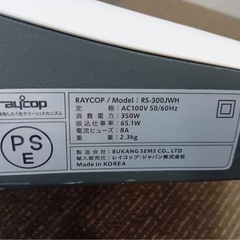 raycop
RAYCOP / Model: RS-300JWH
定　格：AC100V 50/60Hz
消 費 電 力：350W
吸込仕事率：65.1W
電流ヒューズ：8A
重　量：2.3kg
PS
E
製造元：BUKANG SEMS CO., LTD.
輸入販売元：レイコップ・ジャパン株式会社
Made in KOREA